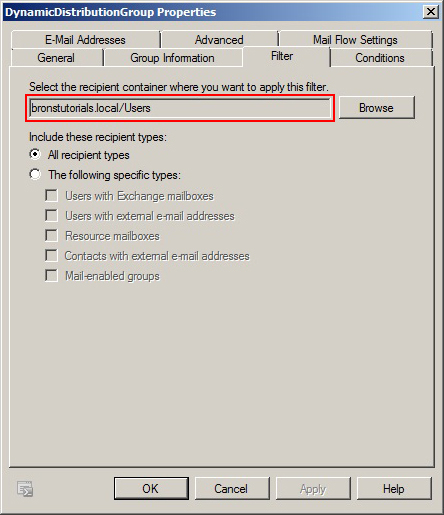 DynamicDistributionGroup Properties
E-Mail Addresses Advanced Mail Flow Settings
General Group Information Filter Conditions
Select the recipient container where you want to apply this filter.
bronstutorials.local/Users Browse
Include these recipient types:
All recipient types
The following specific types:
Users with Exchange mailboxes
Users with external e-mail addresses
Resource mailboxes
Contacts with external e-mail addresses
Mail-enabled groups
OK Cancel Apply Help